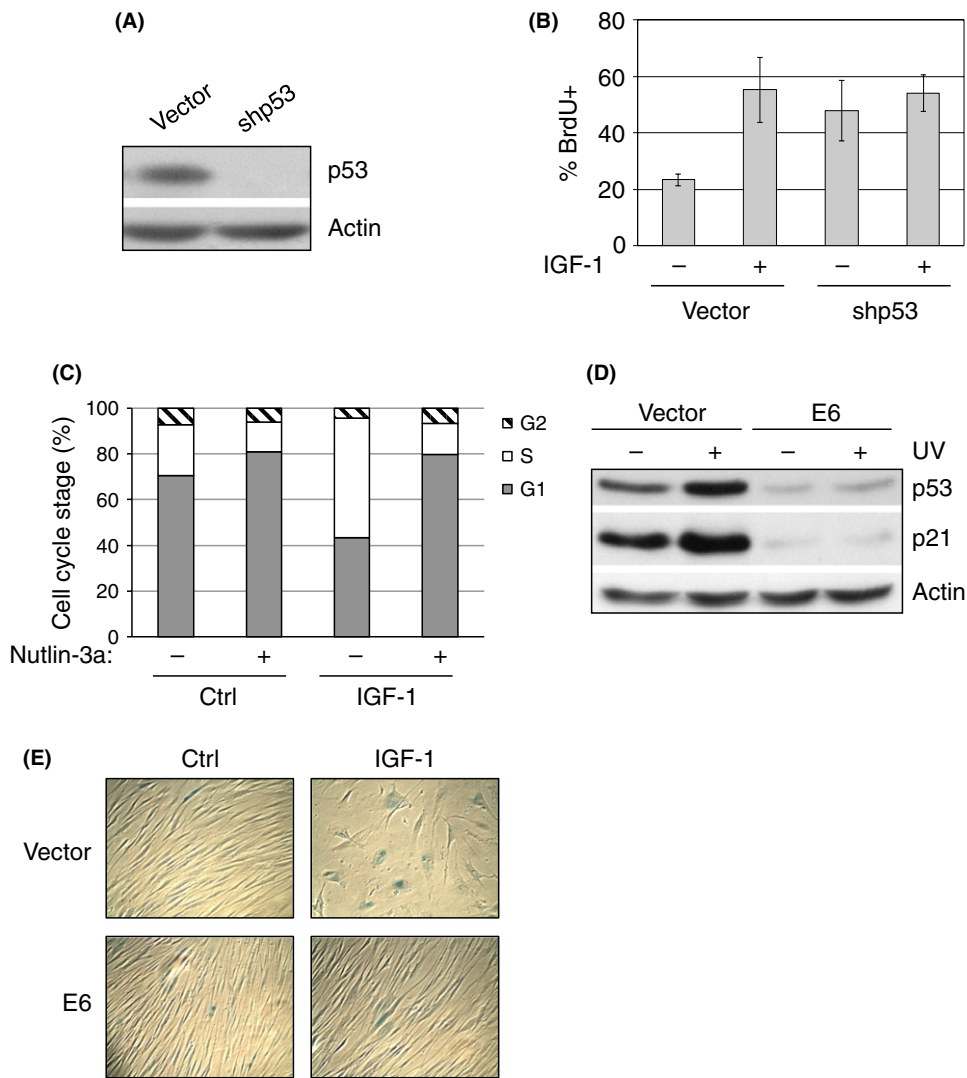 (A)
Vector shp53
p53
Actin
(B)
% BrdU+
80
60
40
20
0
IGF-1 – + – +
Vector shp53
(C)
Cell cycle stage (%)
100
80
60
40
20
0
G2
S
G1
Nutlin-3a: – + – +
Ctrl IGF-1
(D)
Vector E6
– + – + UV
p53
p21
Actin
(E)
Ctrl IGF-1
Vector
E6